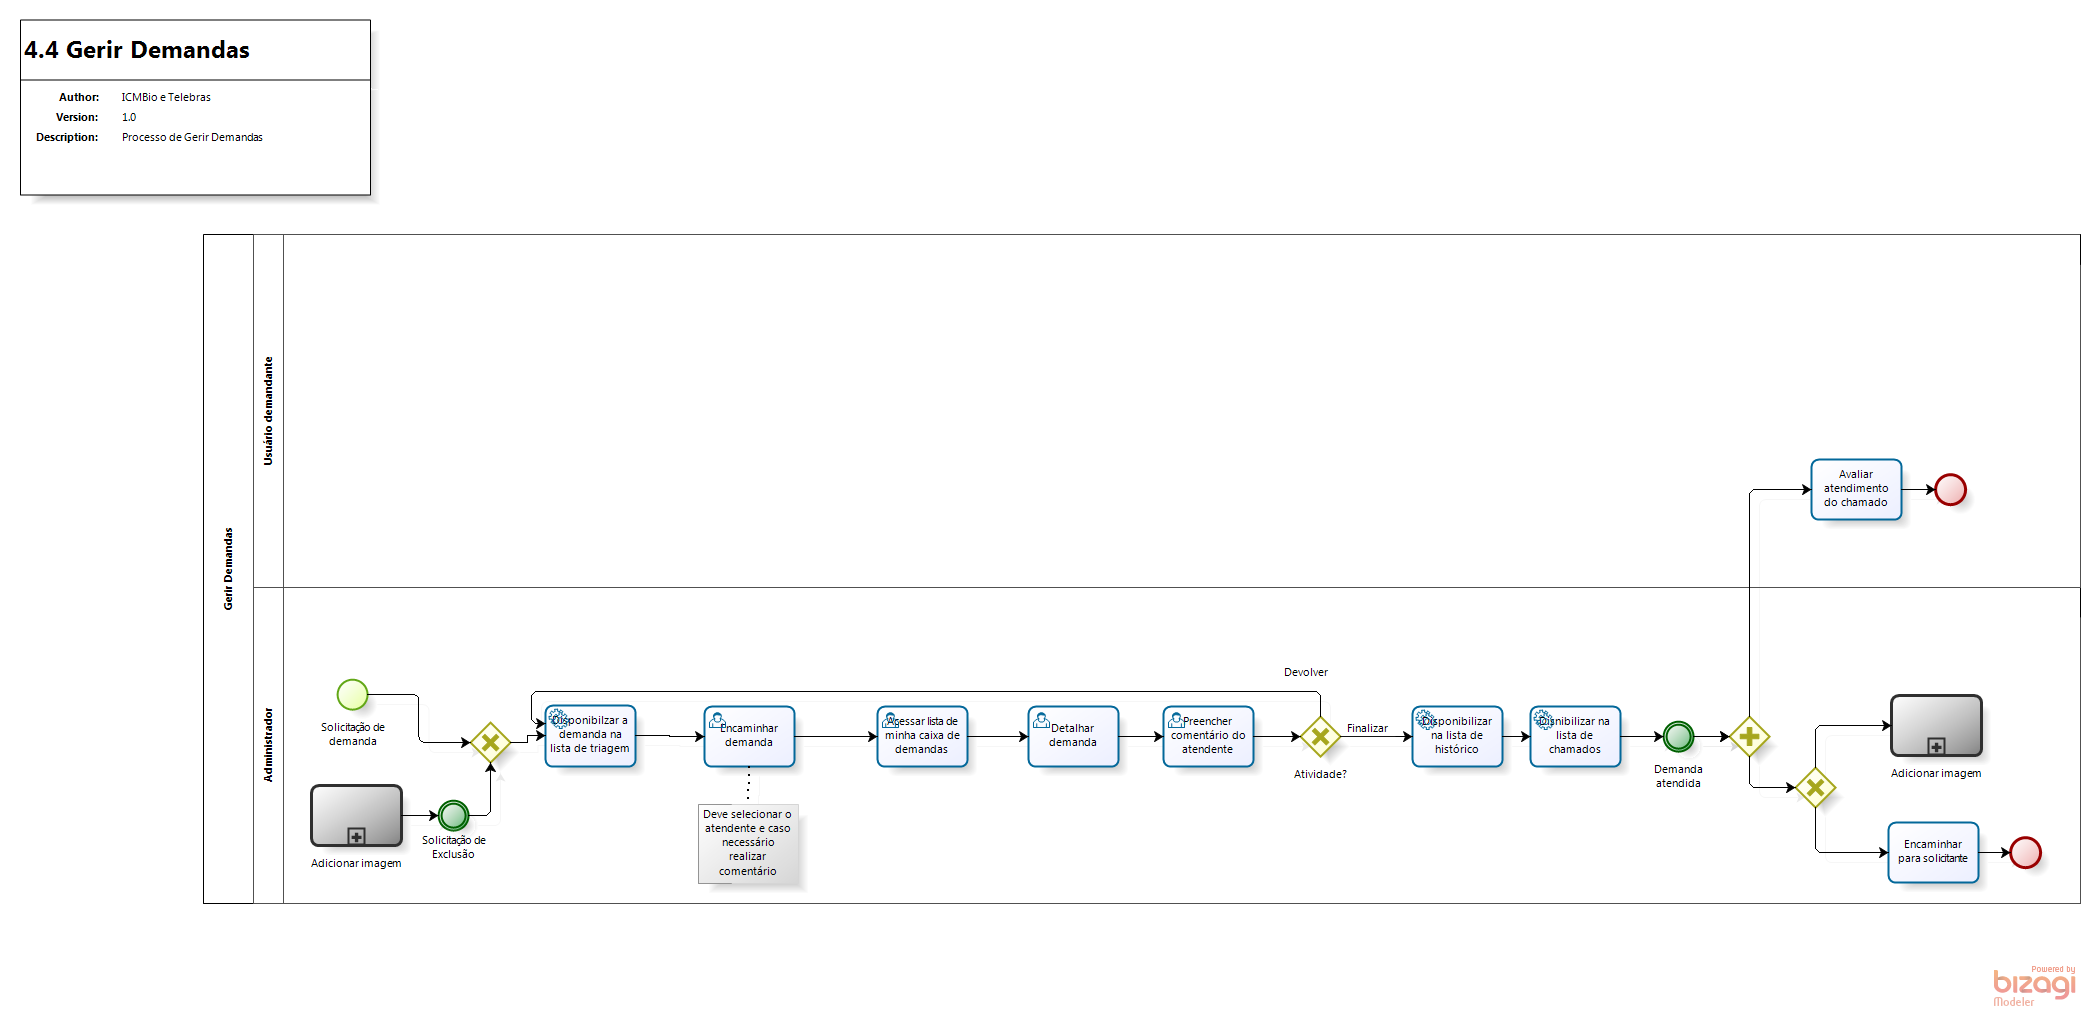 4.4 Gerir Demandas
Author: ICMBio e Telebras
Version: 1.0
Description: Processo de Gerir Demandas
Gerir Demandas
Usuário demandante
Avaliar
atendimento
do chamado
Administrador
Solicitação de
demanda
Adicionar imagem
Solicitação de
Exclusão
Disponibilzar a
demanda na
lista de triagem
Encaminhar
demanda
Deve selecionar o
atendente e caso
necessário
realizar
comentário
Acessar lista de
minha caixa de
demandas
Detalhar
demanda
Preencher
comentário do
atendente
Devolver
Atividade?
Finalizar
Disponibilizar
na lista de
histórico
Disnibilizar na
lista de
chamados
Demanda
atendida
Adicionar imagem
Encaminhar
para solicitante
Powered by
bizagi
Modeler